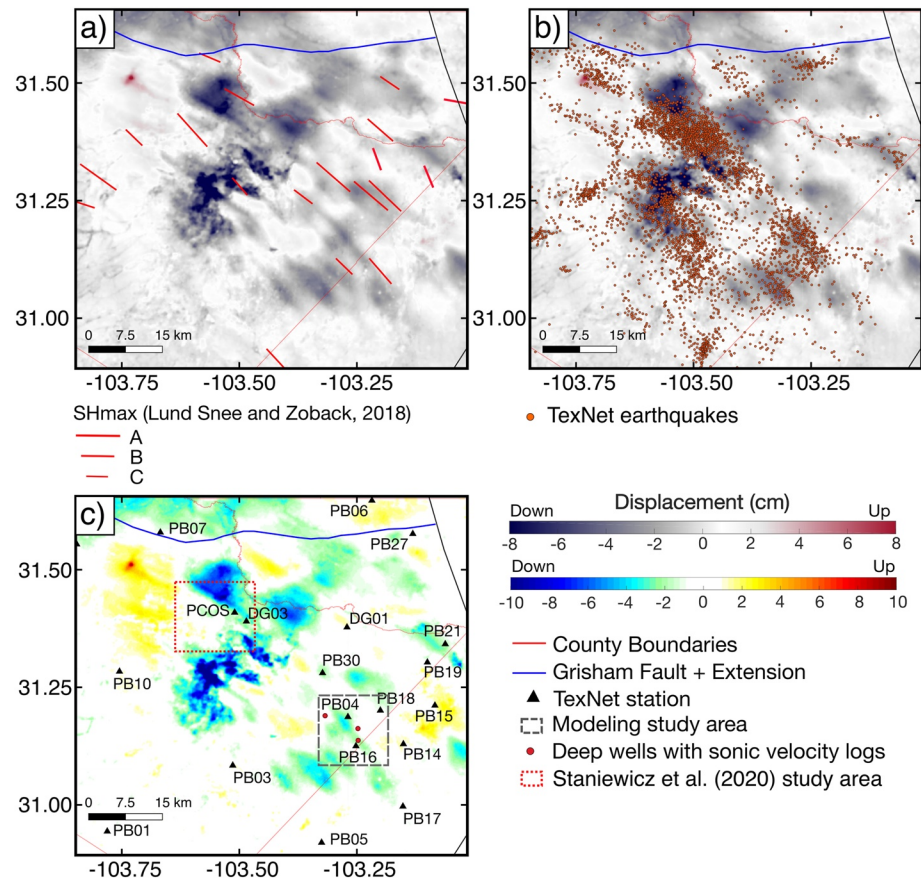 a)
31.50
31.25
31.00
0 7.5 15 km
-103.75 -103.50 -103.25
b)
31.50
31.25
31.00
0 7.5 15 km
-103.75 -103.50 -103.25
SHmax (Lund Snee and Zoback, 2018)
A
B
C
TexNet earthquakes
c)
PB06
PB07
PB27
31.50
PCOS
DG03
DG01
PB21
PB30
PB19
31.25
PB10
PB04
PB18
PB15
PB16
PB14
PB03
31.00
PB17
0 7.5 15 km
PB01
PB05
-103.75 -103.50 -103.25
Displacement (cm)
Down Up
-8 -6 -4 -2 0 2 4 6 8
Down Up
-10 -8 -6 -4 -2 0 2 4 6 8 10
County Boundaries
Grisham Fault + Extension
TexNet station
Modeling study area
Deep wells with sonic velocity logs
Staniewicz et al. (2020) study area